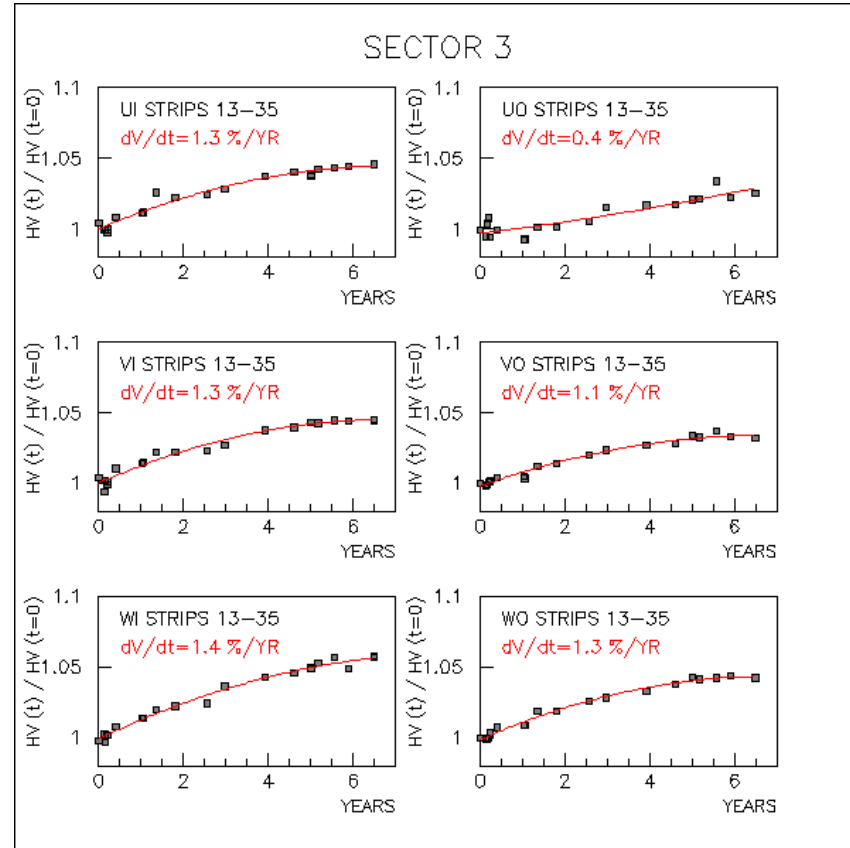 SECTOR 3
HV(t) / HV(t=0)
1.1
1.05
1
UI STRIPS 13-35
dV/dt=1.3 %/YR
0 2 4 6
YEARS
HV(t) / HV(t=0)
1.1
1.05
1
UO STRIPS 13-35
dV/dt=0.4 %/YR
0 2 4 6
YEARS
HV(t) / HV(t=0)
1.1
1.05
1
VI STRIPS 13-35
dV/dt=1.3 %/YR
0 2 4 6
YEARS
HV(t) / HV(t=0)
1.1
1.05
1
VO STRIPS 13-35
dV/dt=1.1 %/YR
0 2 4 6
YEARS
HV(t) / HV(t=0)
1.1
1.05
1
WI STRIPS 13-35
dV/dt=1.4 %/YR
0 2 4 6
YEARS
HV(t) / HV(t=0)
1.1
1.05
1
WO STRIPS 13-35
dV/dt=1.3 %/YR
0 2 4 6
YEARS